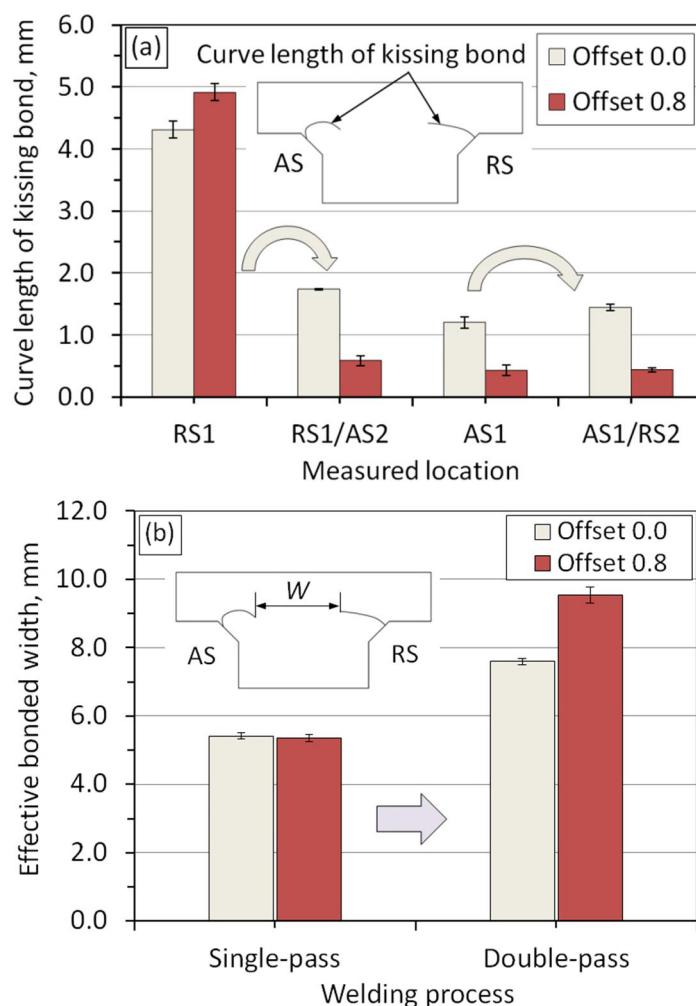 (a)
Curve length of kissing bond
Offset 0.0
Offset 0.8
AS
RS
6.0
5.0
4.0
3.0
2.0
1.0
0.0
Curve length of kissing bond, mm
RS1
RS1/AS2
AS1
AS1/RS2
Measured location
(b)
Offset 0.0
Offset 0.8
W
AS
RS
12.0
10.0
8.0
6.0
4.0
2.0
0.0
Effective bonded width, mm
Single-pass
Double-pass
Welding process